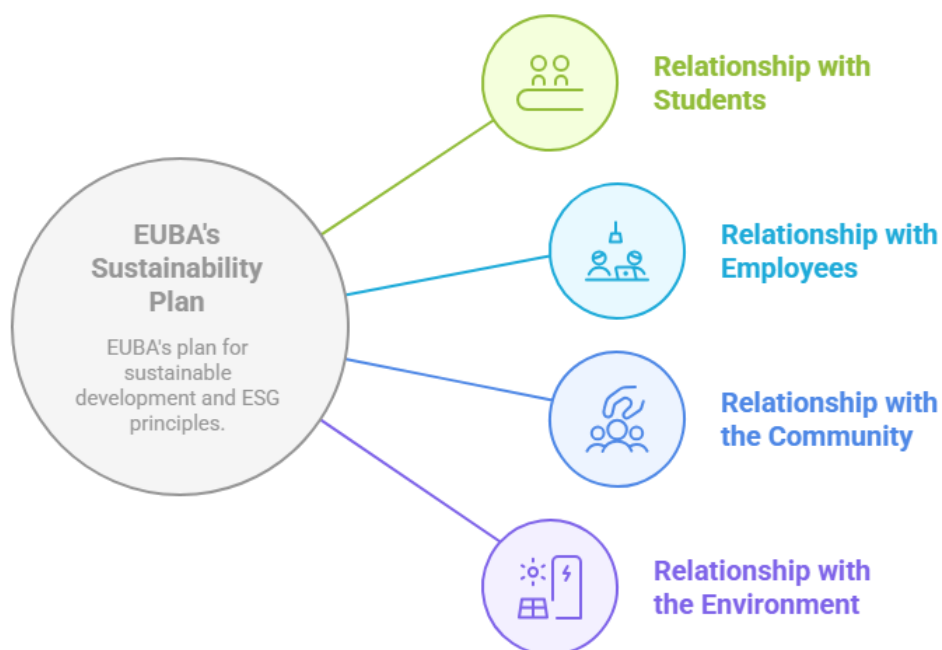 EUBA's
Sustainability
Plan
EUBA's plan for
sustainable
development and ESG
principles.
Relationship with
Students
Relationship with
Employees
Relationship with
the Community
Relationship with
the Environment